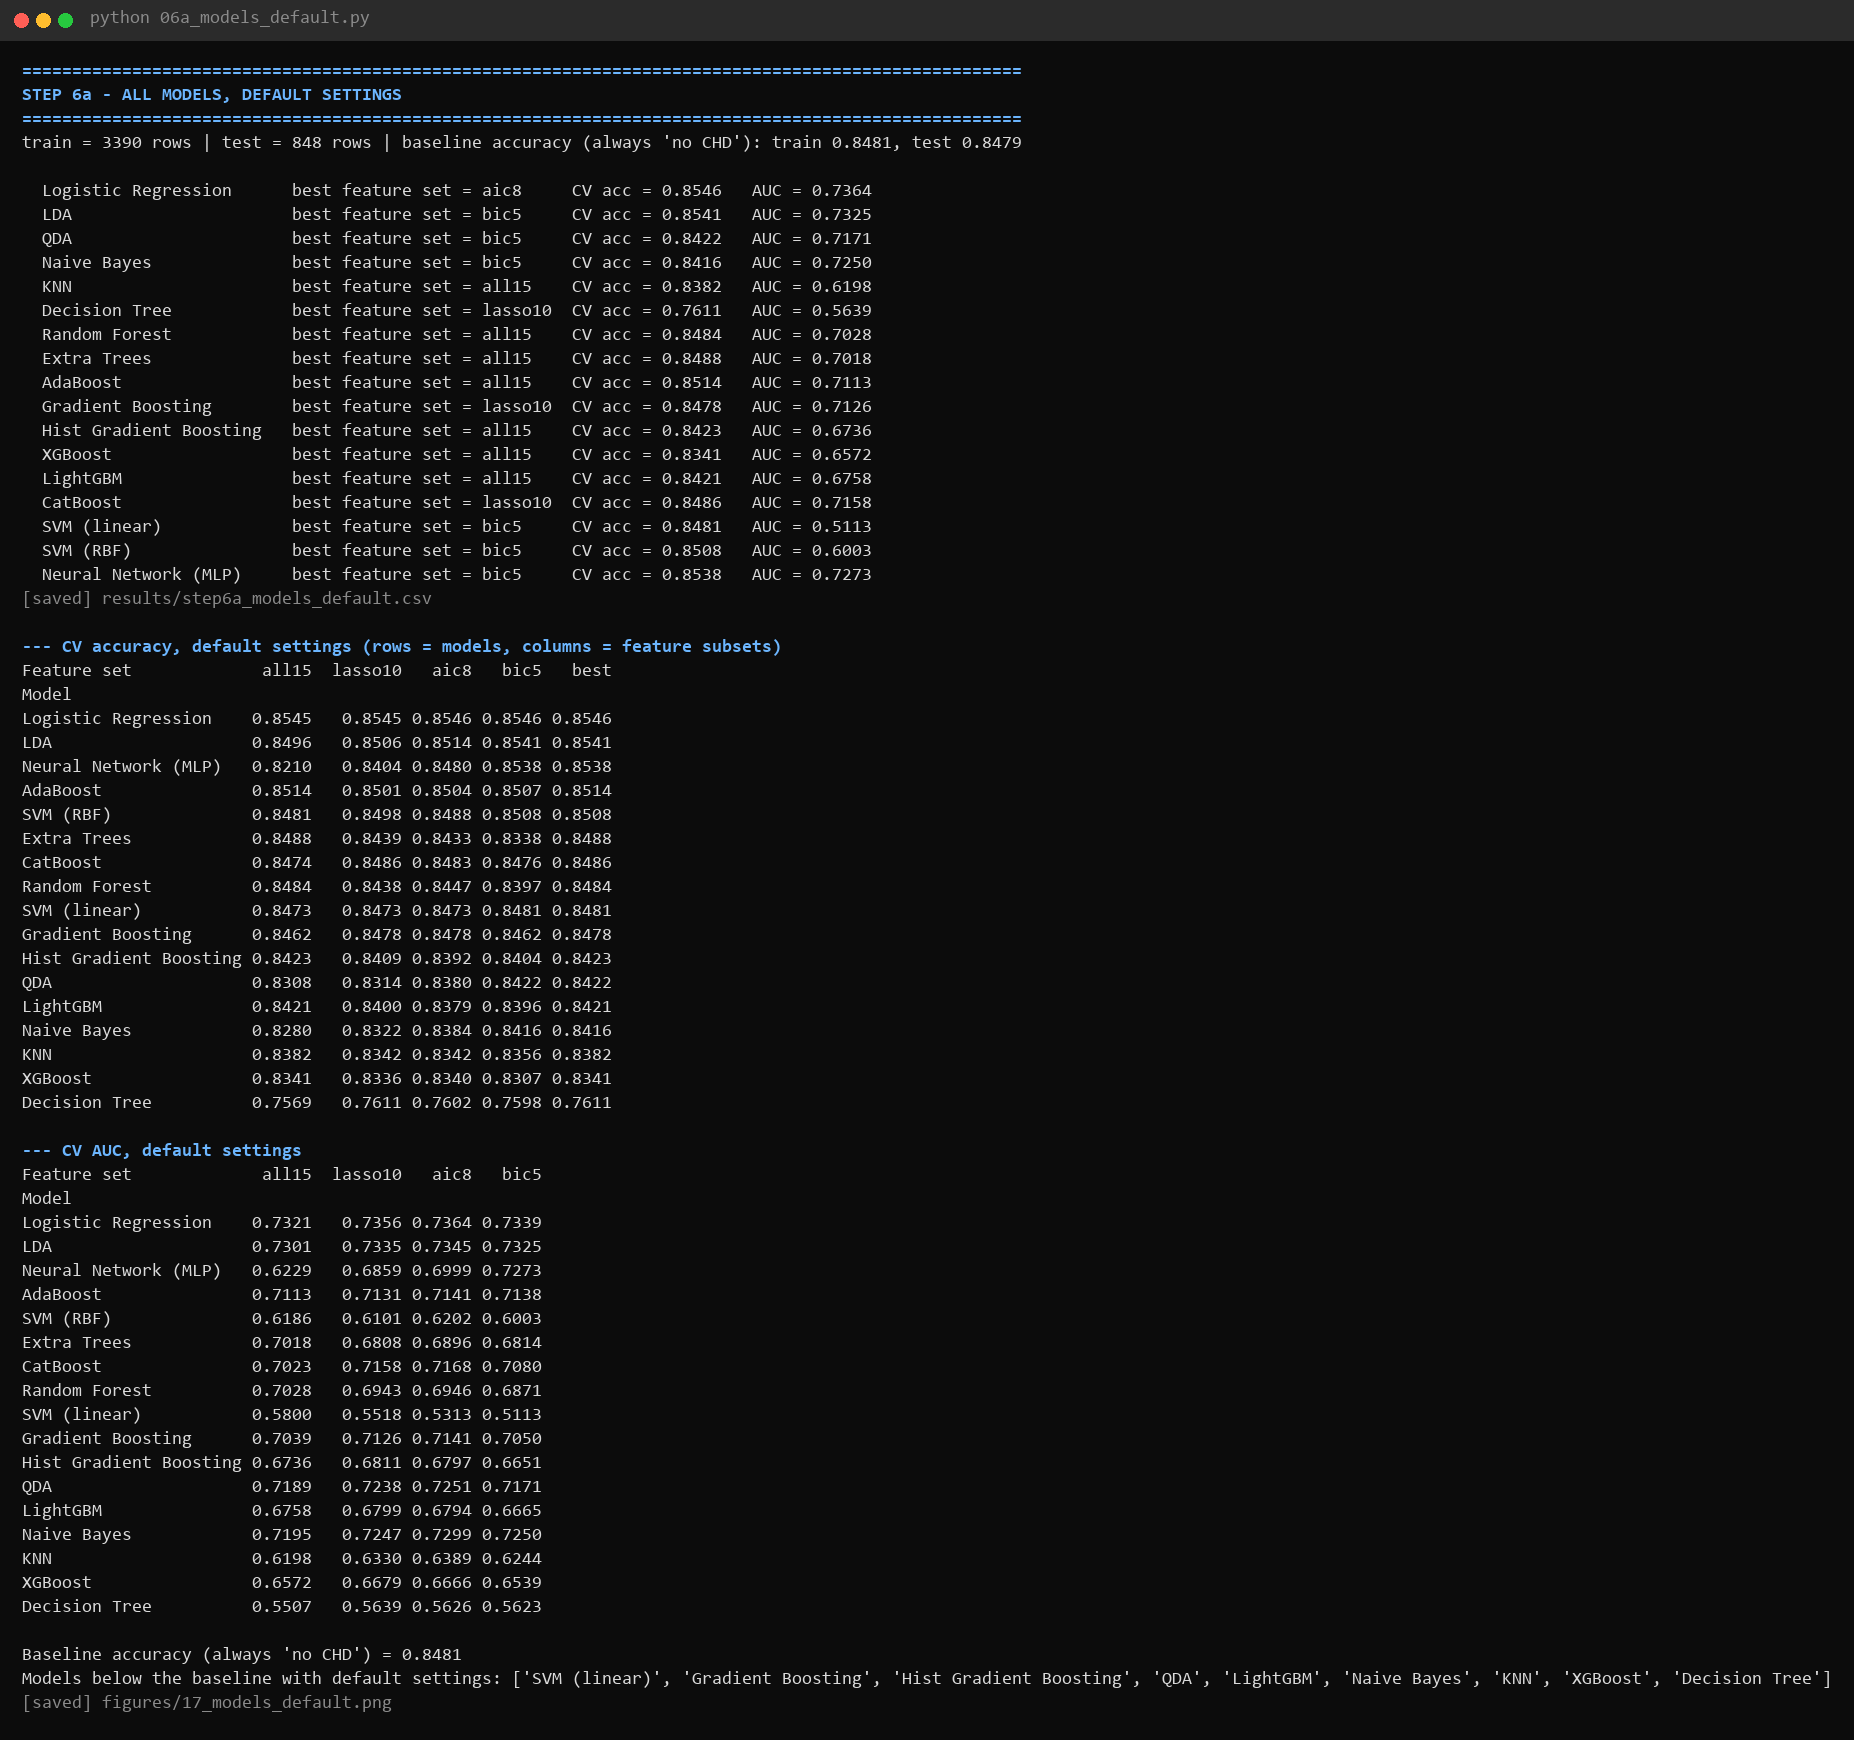 python 06a_models_default.py
====================================================================================================
STEP 6a - ALL MODELS, DEFAULT SETTINGS
====================================================================================================
train = 3390 rows | test = 848 rows | baseline accuracy (always 'no CHD'): train 0.8481, test 0.8479
  Logistic Regression      best feature set = aic8     CV acc = 0.8546   AUC = 0.7364
  LDA                      best feature set = bic5     CV acc = 0.8541   AUC = 0.7325
  QDA                      best feature set = bic5     CV acc = 0.8422   AUC = 0.7171
  Naive Bayes              best feature set = bic5     CV acc = 0.8416   AUC = 0.7250
  KNN                      best feature set = all15    CV acc = 0.8382   AUC = 0.6198
  Decision Tree            best feature set = lasso10  CV acc = 0.7611   AUC = 0.5639
  Random Forest            best feature set = all15    CV acc = 0.8484   AUC = 0.7028
  Extra Trees              best feature set = all15    CV acc = 0.8488   AUC = 0.7018
  AdaBoost                 best feature set = all15    CV acc = 0.8514   AUC = 0.7113
  Gradient Boosting        best feature set = lasso10  CV acc = 0.8478   AUC = 0.7126
  Hist Gradient Boosting   best feature set = all15    CV acc = 0.8423   AUC = 0.6736
  XGBoost                  best feature set = all15    CV acc = 0.8341   AUC = 0.6572
  LightGBM                 best feature set = all15    CV acc = 0.8421   AUC = 0.6758
  CatBoost                 best feature set = lasso10  CV acc = 0.8486   AUC = 0.7158
  SVM (linear)             best feature set = bic5     CV acc = 0.8481   AUC = 0.5113
  SVM (RBF)                best feature set = bic5     CV acc = 0.8508   AUC = 0.6003
  Neural Network (MLP)     best feature set = bic5     CV acc = 0.8538   AUC = 0.7273
[saved] results/step6a_models_default.csv
--- CV accuracy, default settings (rows = models, columns = feature subsets)
Feature set             all15  lasso10   aic8   bic5   best
Model
Logistic Regression    0.8545   0.8545 0.8546 0.8546 0.8546
LDA                    0.8496   0.8506 0.8514 0.8541 0.8541
Neural Network (MLP)   0.8210   0.8404 0.8480 0.8538 0.8538
AdaBoost               0.8514   0.8501 0.8504 0.8507 0.8514
SVM (RBF)              0.8481   0.8498 0.8488 0.8508 0.8508
Extra Trees            0.8488   0.8439 0.8433 0.8338 0.8488
CatBoost               0.8474   0.8486 0.8483 0.8476 0.8486
Random Forest          0.8484   0.8438 0.8447 0.8397 0.8484
SVM (linear)           0.8473   0.8473 0.8473 0.8481 0.8481
Gradient Boosting      0.8462   0.8478 0.8478 0.8462 0.8478
Hist Gradient Boosting 0.8423   0.8409 0.8392 0.8404 0.8423
QDA                    0.8308   0.8314 0.8380 0.8422 0.8422
LightGBM               0.8421   0.8400 0.8379 0.8396 0.8421
Naive Bayes            0.8280   0.8322 0.8384 0.8416 0.8416
KNN                    0.8382   0.8342 0.8342 0.8356 0.8382
XGBoost                0.8341   0.8336 0.8340 0.8307 0.8341
Decision Tree          0.7569   0.7611 0.7602 0.7598 0.7611
--- CV AUC, default settings
Feature set             all15  lasso10   aic8   bic5
Model
Logistic Regression    0.7321   0.7356 0.7364 0.7339
LDA                    0.7301   0.7335 0.7345 0.7325
Neural Network (MLP)   0.6229   0.6859 0.6999 0.7273
AdaBoost               0.7113   0.7131 0.7141 0.7138
SVM (RBF)              0.6186   0.6101 0.6202 0.6003
Extra Trees            0.7018   0.6808 0.6896 0.6814
CatBoost               0.7023   0.7158 0.7168 0.7080
Random Forest          0.7028   0.6943 0.6946 0.6871
SVM (linear)           0.5800   0.5518 0.5313 0.5113
Gradient Boosting      0.7039   0.7126 0.7141 0.7050
Hist Gradient Boosting 0.6736   0.6811 0.6797 0.6651
QDA                    0.7189   0.7238 0.7251 0.7171
LightGBM               0.6758   0.6799 0.6794 0.6665
Naive Bayes            0.7195   0.7247 0.7299 0.7250
KNN                    0.6198   0.6330 0.6389 0.6244
XGBoost                0.6572   0.6679 0.6666 0.6539
Decision Tree          0.5507   0.5639 0.5626 0.5623
Baseline accuracy (always 'no CHD') = 0.8481
Models below the baseline with default settings: ['SVM (linear)', 'Gradient Boosting', 'Hist Gradient Boosting', 'QDA', 'LightGBM', 'Naive Bayes', 'KNN', 'XGBoost', 'Decision Tree']
[saved] figures/17_models_default.png